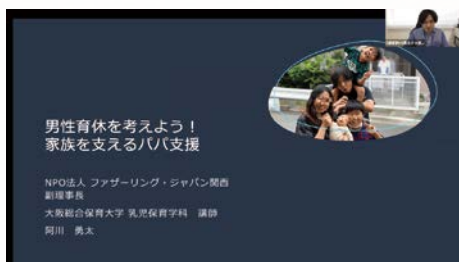 男性育休を考えよう！
家族を支えるパパ支援
NPO法人 ファザーリング・ジャパン関西
副理事長
大阪総合保育大学 乳児保育学科　講師
阿川　勇太